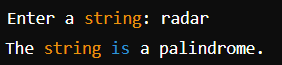 Enter a string: radar
The string is a palindrome.